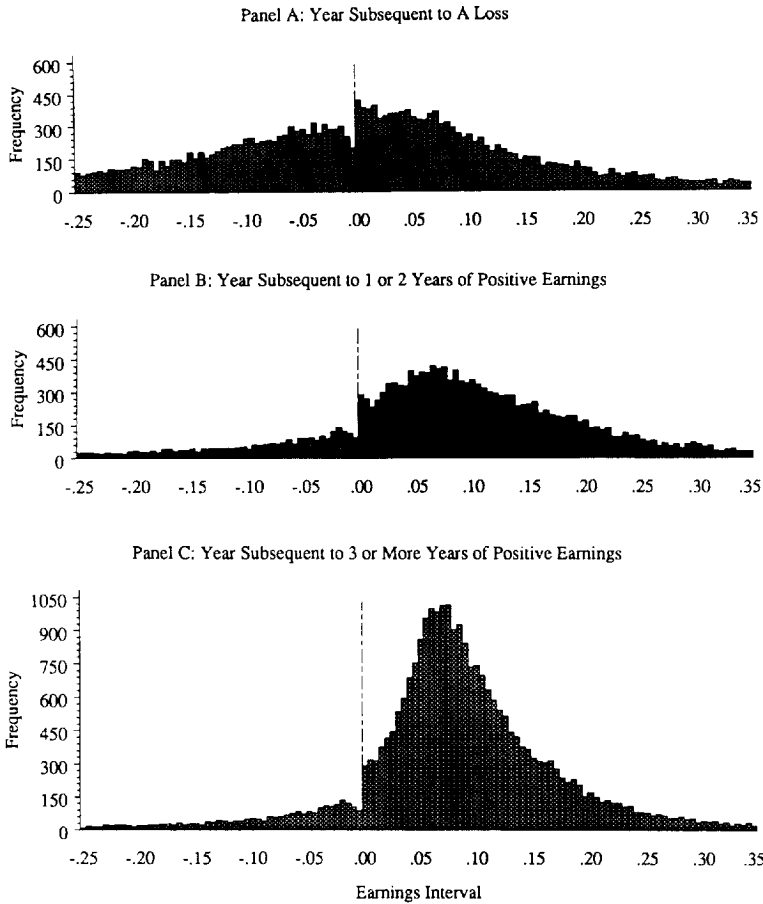 Panel A: Year Subsequent to A Loss
600
450
300
150
0
Frequency
-.25 -.20 -.15 -.10 -.05 .00 .05 .10 .15 .20 .25 .30 .35
Panel B: Year Subsequent to 1 or 2 Years of Positive Earnings
600
450
300
150
0
Frequency
-.25 -.20 -.15 -.10 -.05 .00 .05 .10 .15 .20 .25 .30 .35
Panel C: Year Subsequent to 3 or More Years of Positive Earnings
1050
900
750
600
450
300
150
0
Frequency
-.25 -.20 -.15 -.10 -.05 .00 .05 .10 .15 .20 .25 .30 .35
Earnings Interval